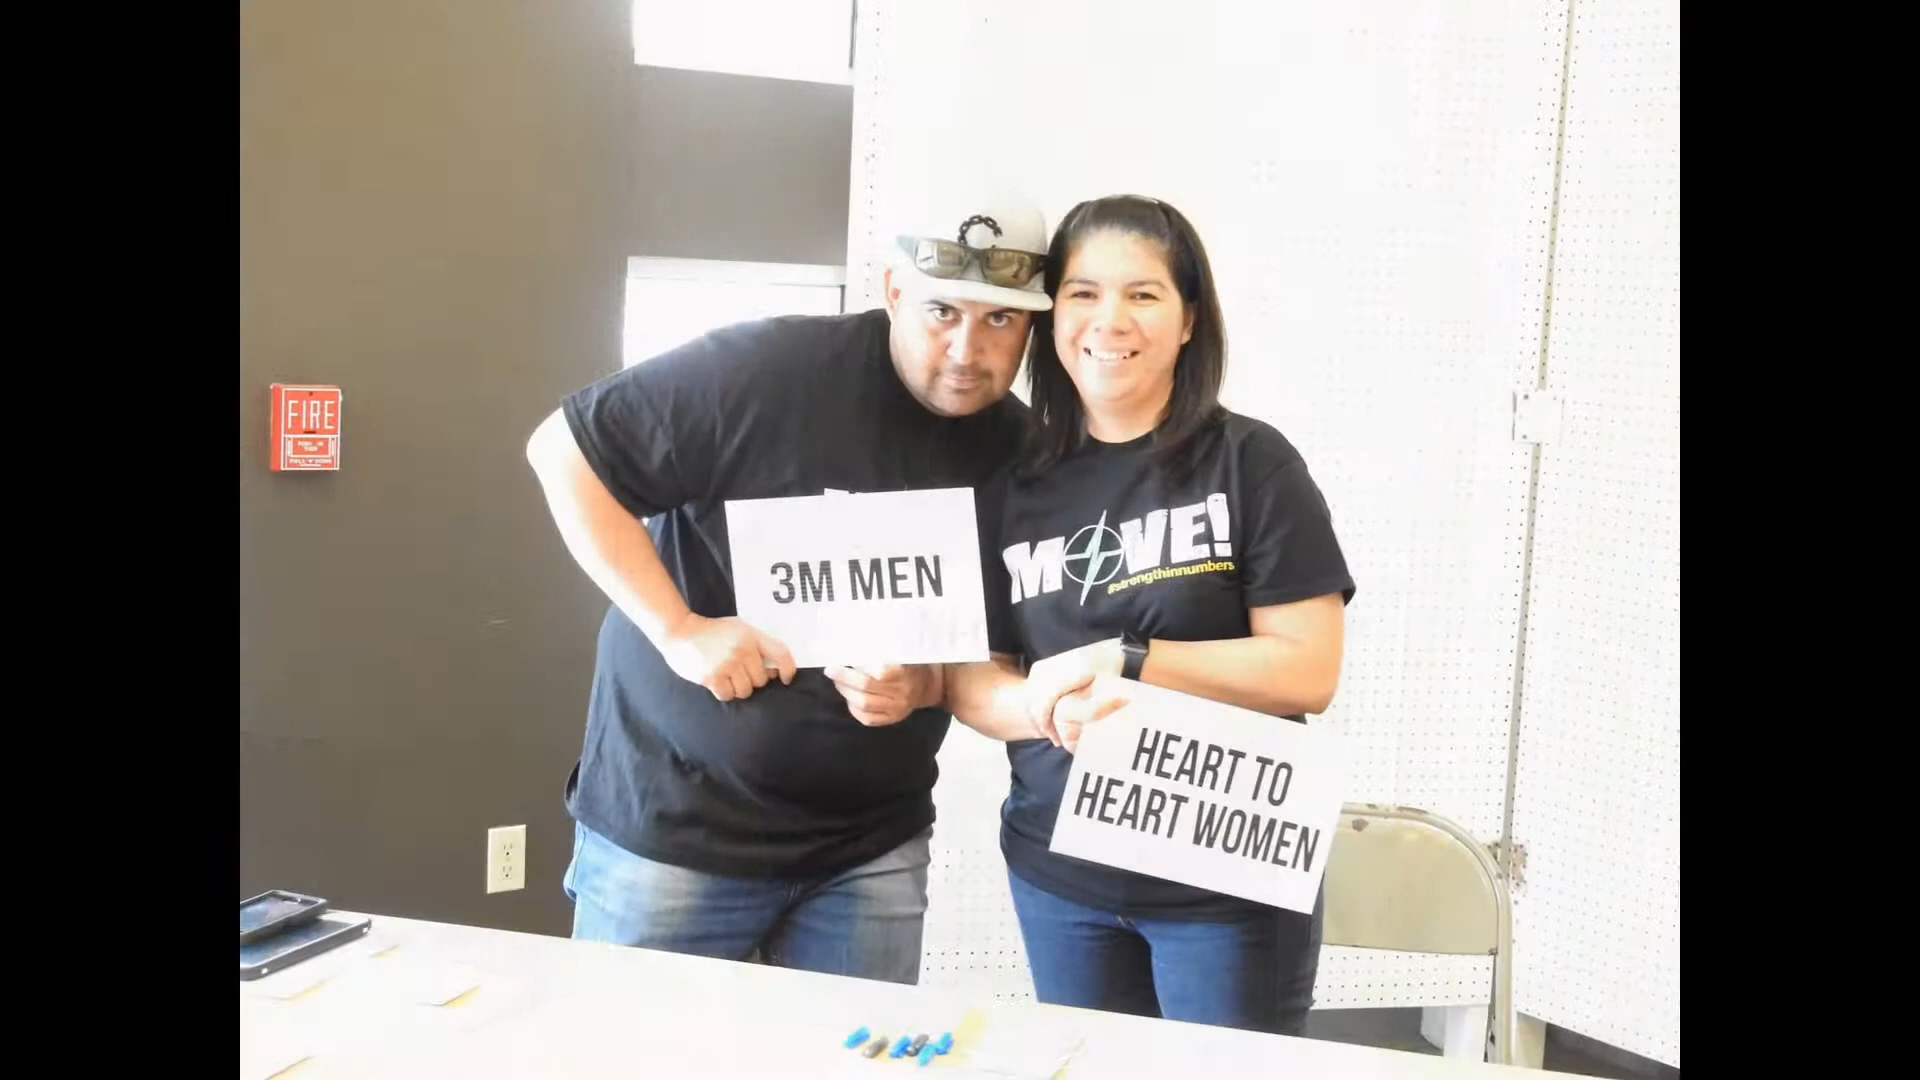 FIRE
3M MEN
MOVE!
#strengthinnumbers
HEART TO
HEART WOMEN